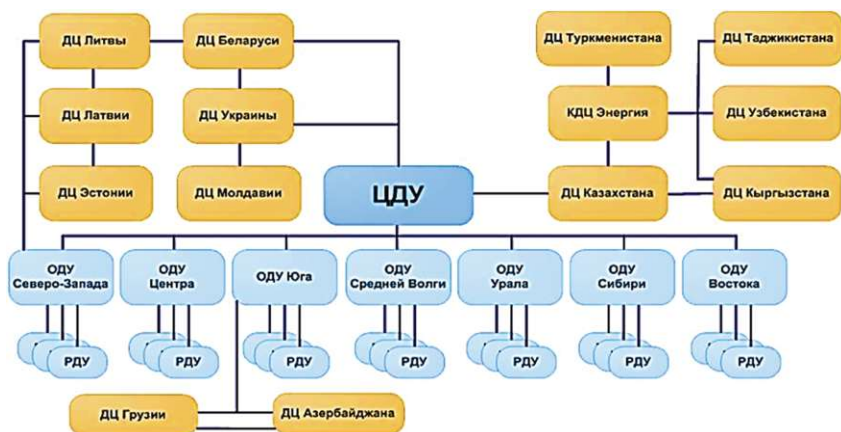 ДЦ Литвы
ДЦ Беларуси
ДЦ Туркменистана
ДЦ Таджикистана
ДЦ Латвии
ДЦ Украины
КДЦ Энергия
ДЦ Узбекистана
ДЦ Эстонии
ДЦ Молдавии
ЦДУ
ДЦ Казахстана
ДЦ Кыргызстана
ОДУ
Северо-Запада
ОДУ
Центра
ОДУ Юга
ОДУ
Средней Волги
ОДУ
Урала
ОДУ
Сибири
ОДУ
Востока
РДУ
РДУ
РДУ
РДУ
РДУ
РДУ
РДУ
ДЦ Грузии
ДЦ Азербайджана